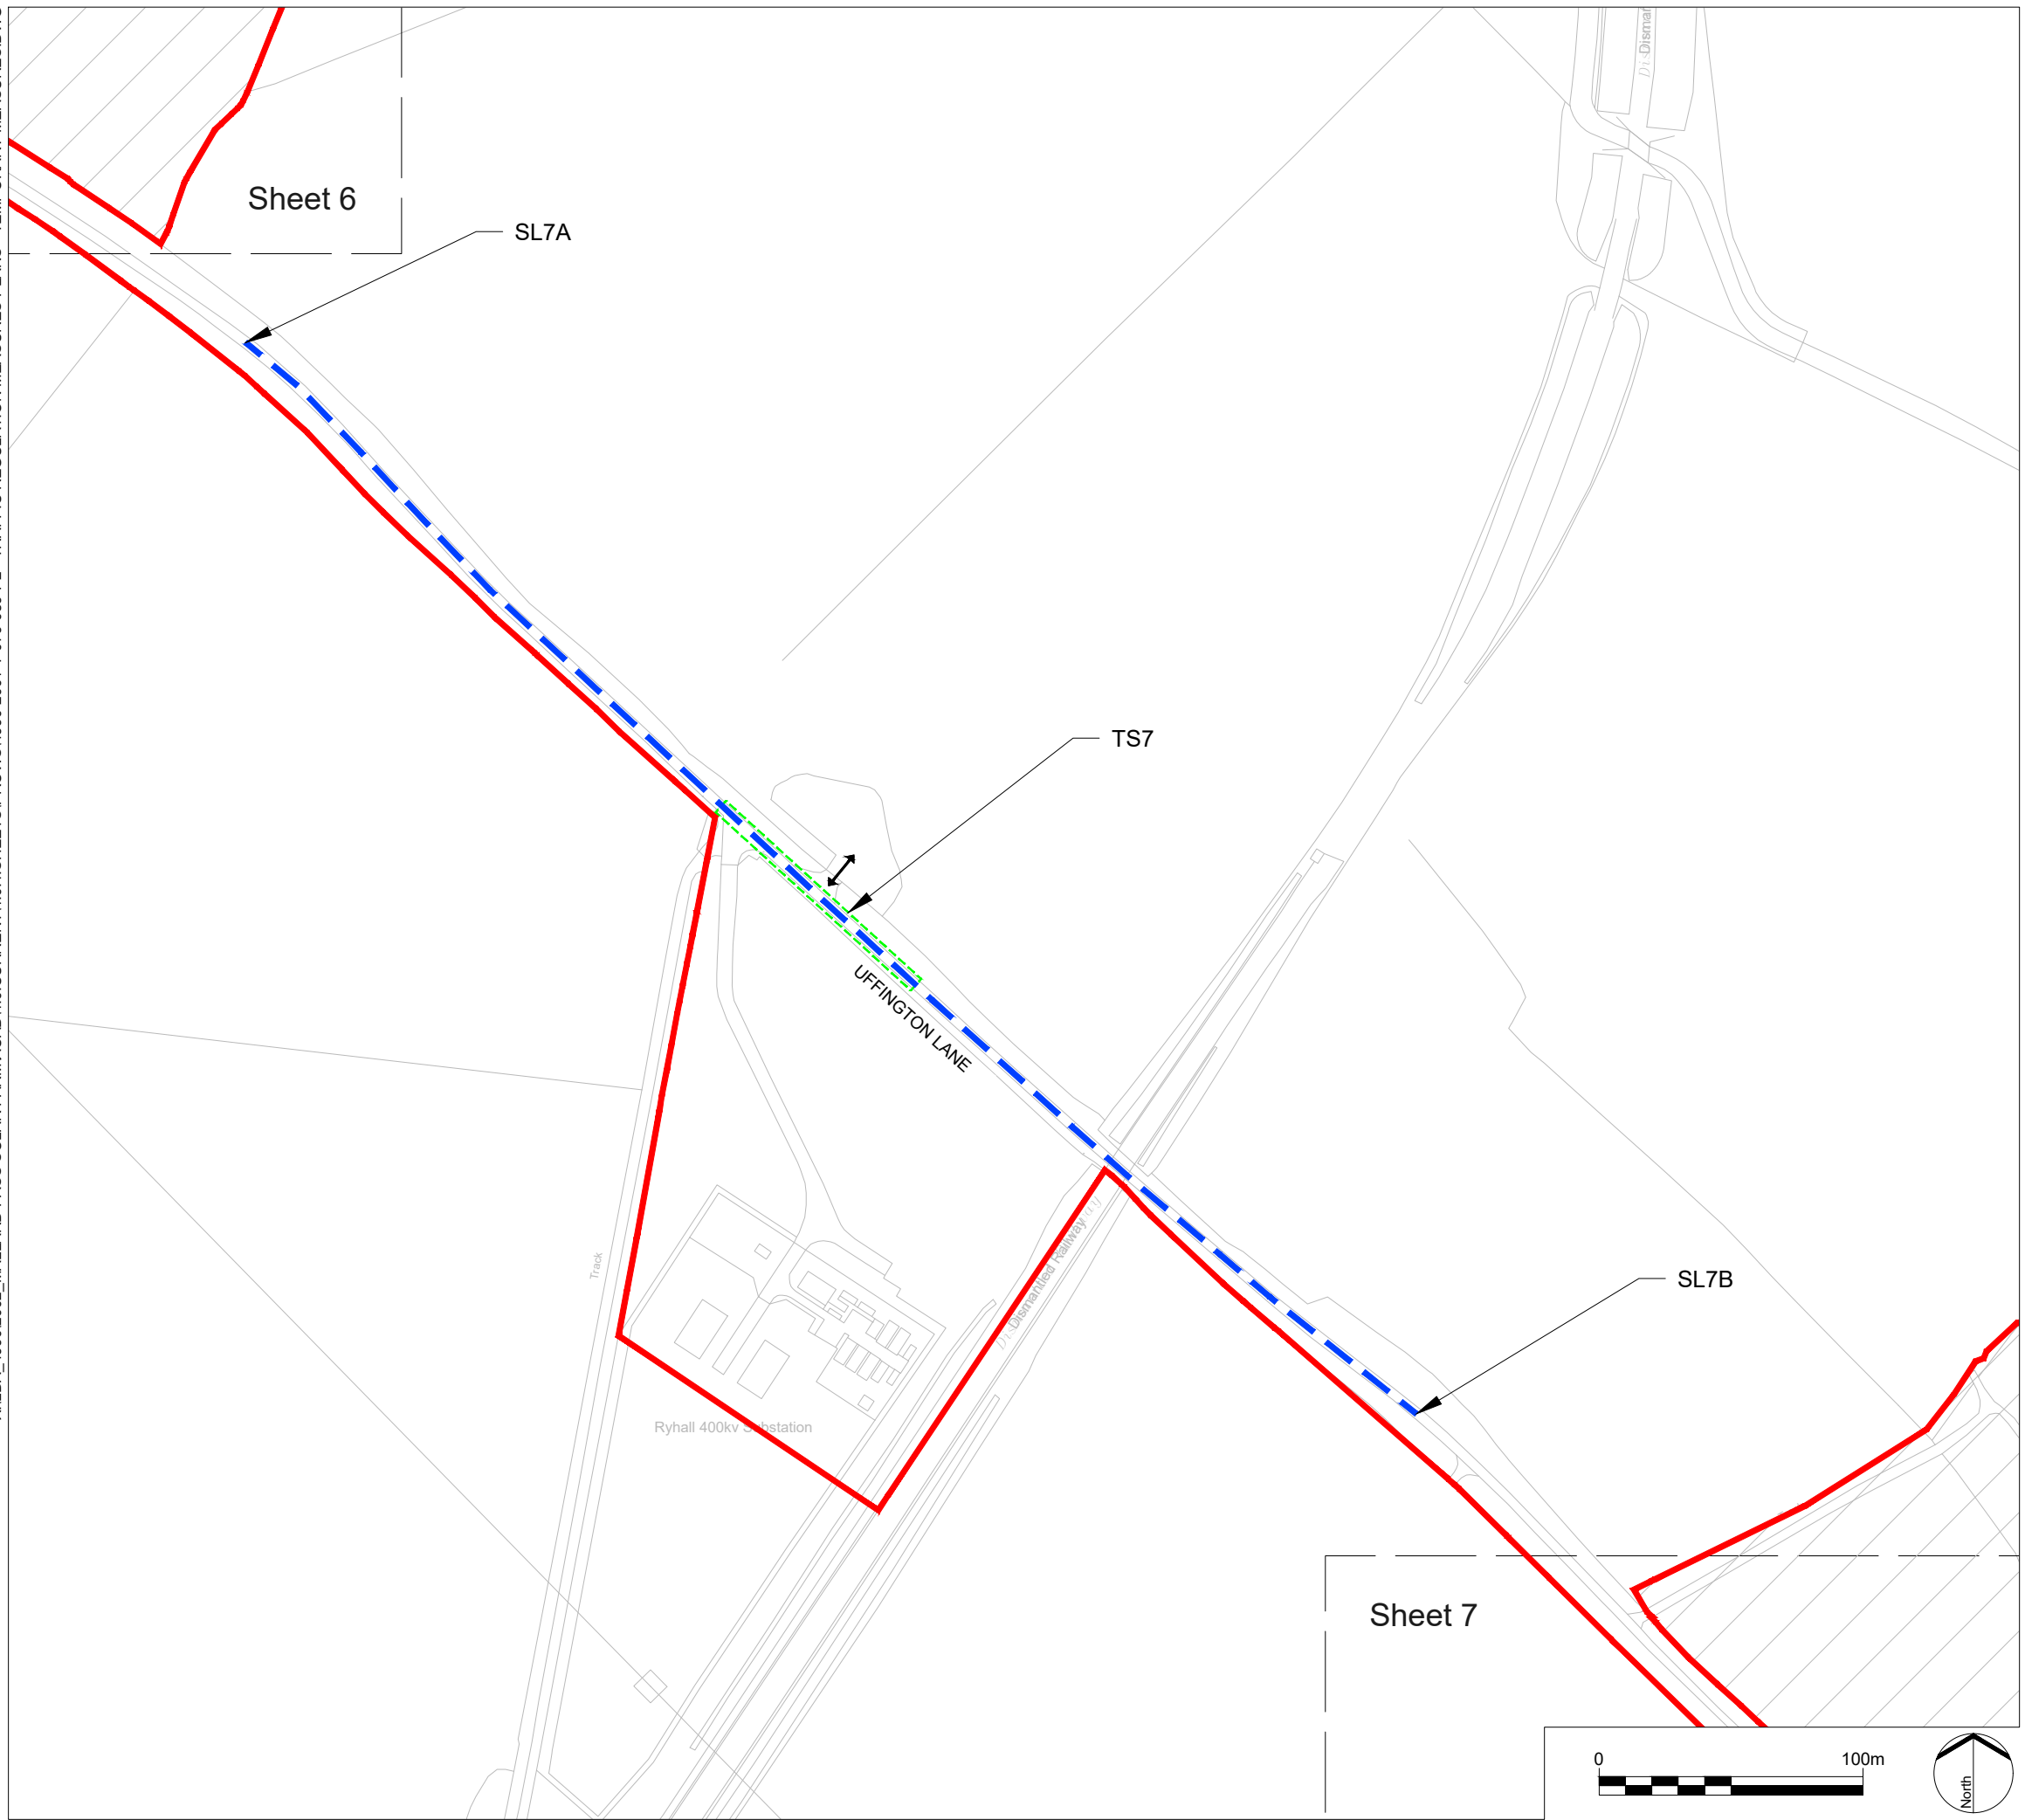 Sheet 6
SL7A
TS7
UFFINGTON LANE
SL7B
Track
Dismantled Railway
Ryhall 400kv Substation
Sheet 7
0
100m
North